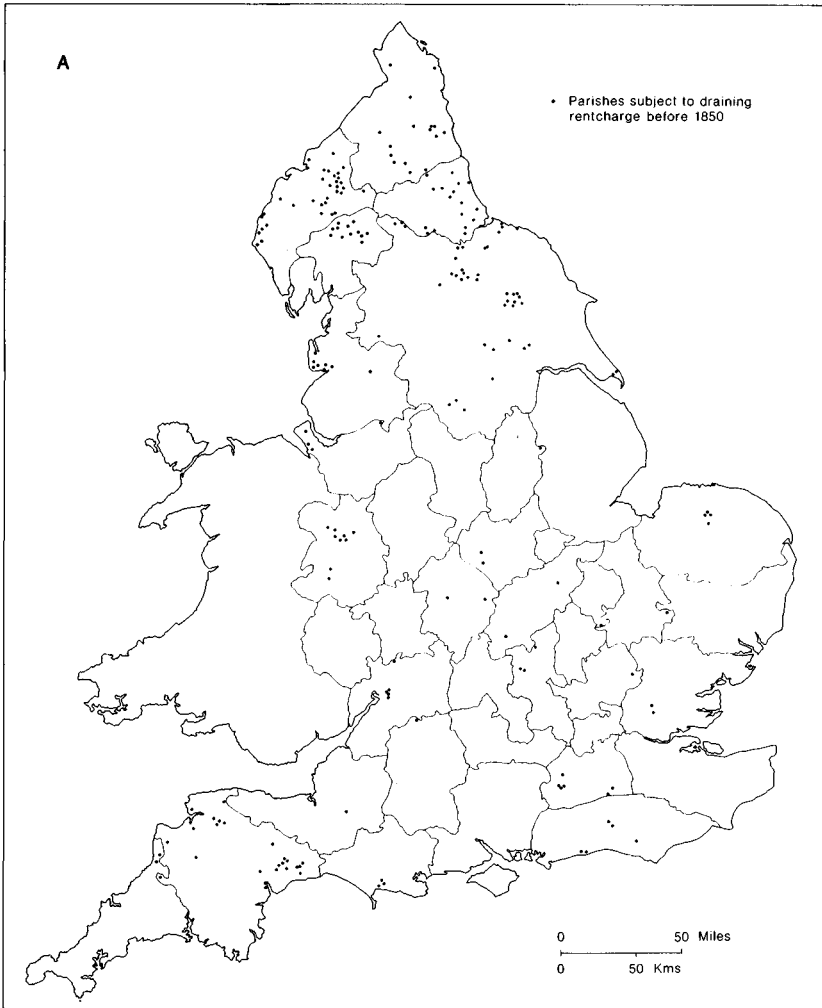 A
• Parishes subject to draining
rentcharge before 1850
0 50 Miles
0 50 Kms